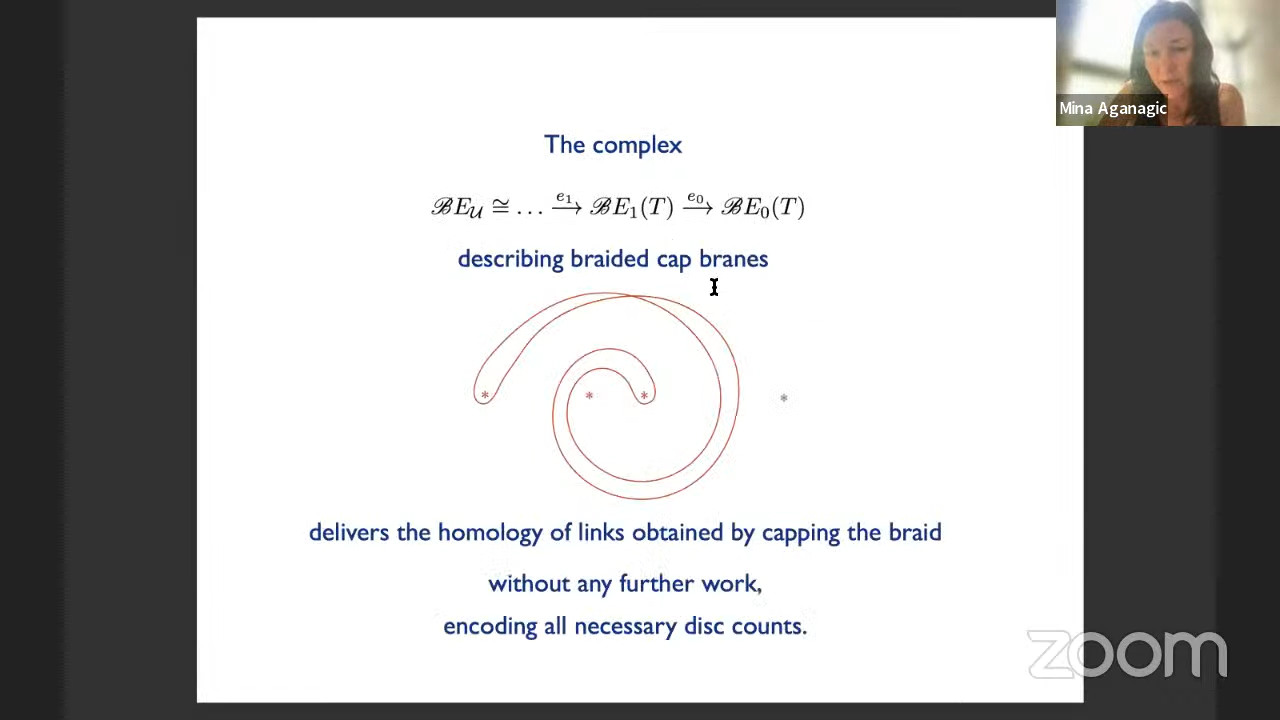 Mina Aganagic
The complex
ℬE_𝒰 ≅ … →^{e_1} ℬE_1(T) →^{e_0} ℬE_0(T)
describing braided cap branes
* * * *
delivers the homology of links obtained by capping the braid
without any further work,
encoding all necessary disc counts.
zoom